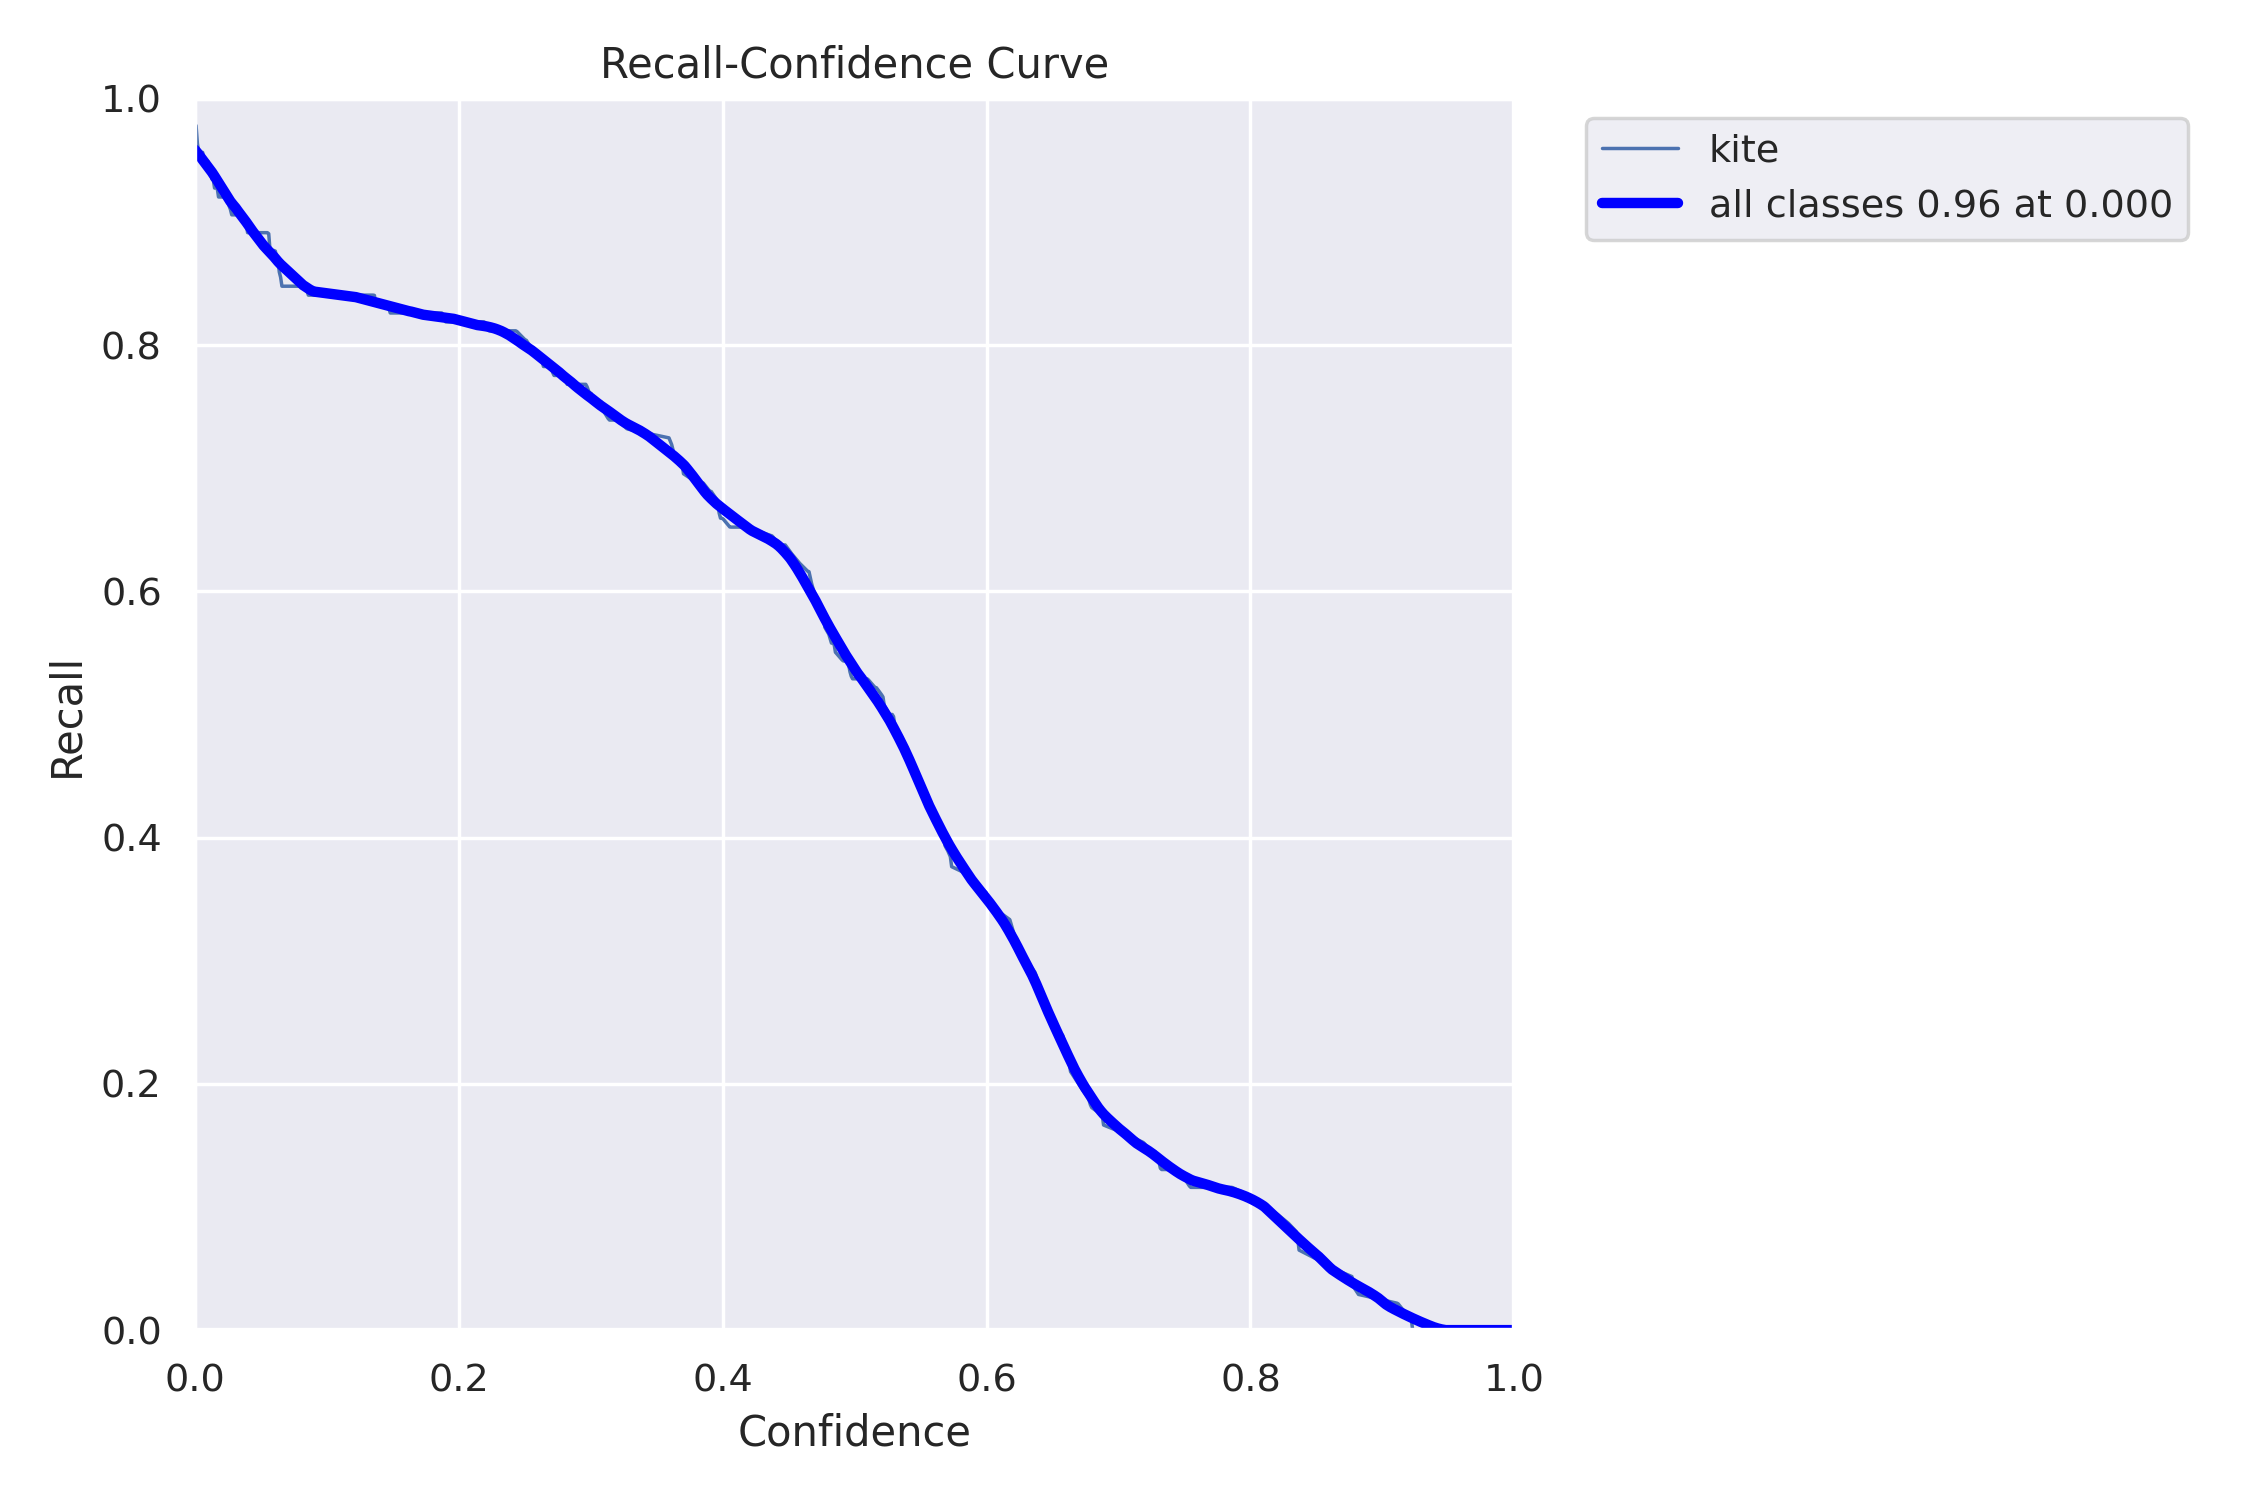 Recall-Confidence Curve
1.0
0.8
0.6
0.4
0.2
0.0
Recall
0.0 0.2 0.4 0.6 0.8 1.0
Confidence
kite
all classes 0.96 at 0.000